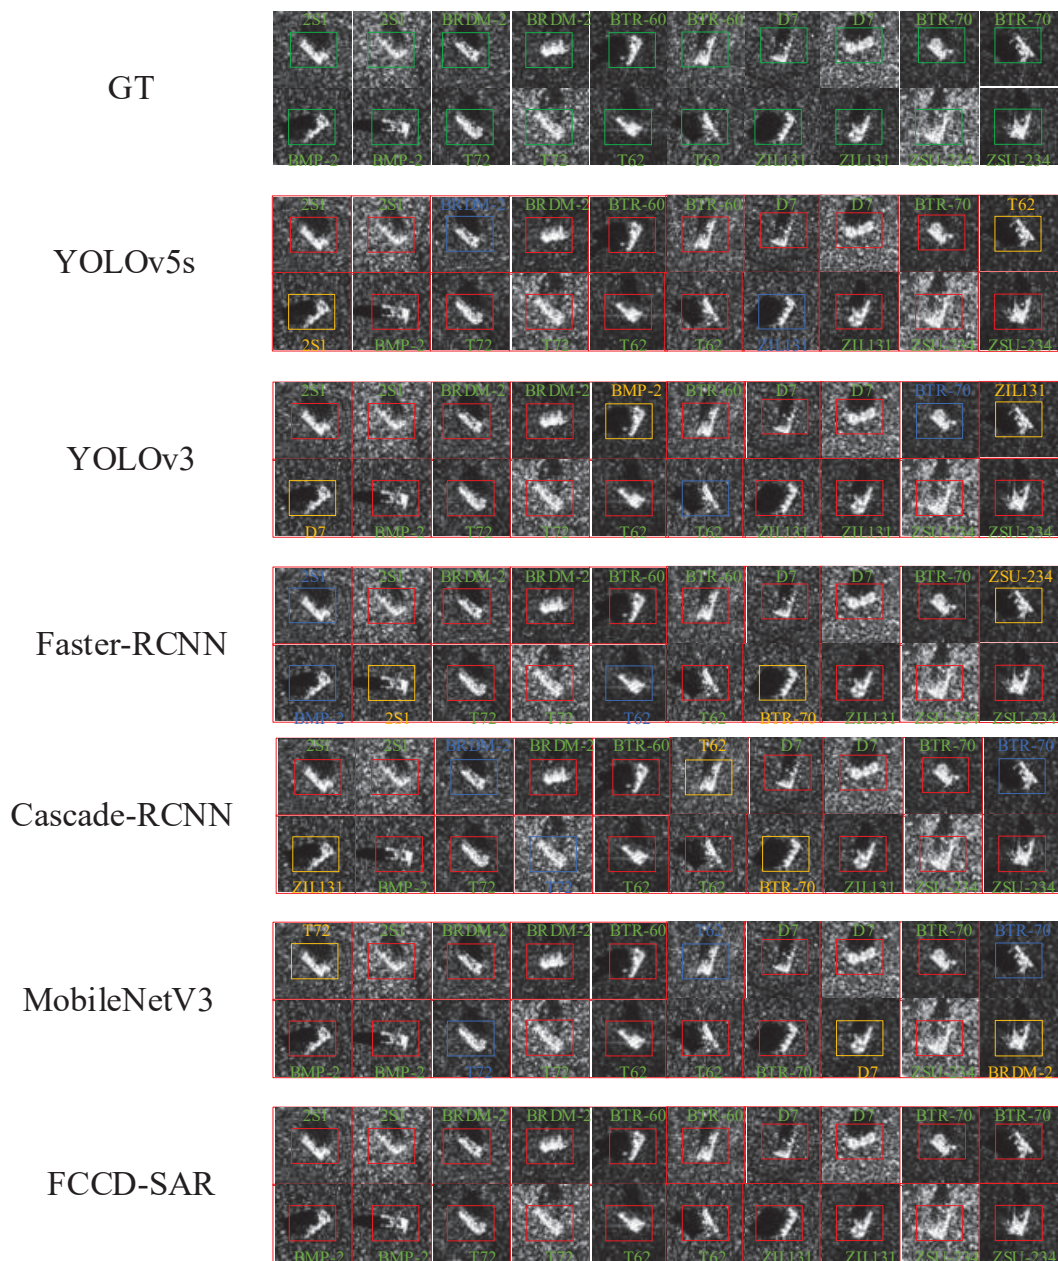 2S1 2S1 BRDM-2 BRDM-2 BTR-60 BTR-60 D7 D7 BTR-70 BTR-70
GT
BMP-2 BMP-2 T72 T72 T62 T62 ZIL131 ZIL131 ZSU-234 ZSU-234
2S1 2S1 BRDM-2 BRDM-2 BTR-60 BTR-60 D7 D7 BTR-70 T62
YOLOv5s
2S1 BMP-2 T72 T72 T62 T62 ZIL131 ZIL131 ZSU-234 ZSU-234
2S1 2S1 BRDM-2 BRDM-2 BMP-2 BTR-60 D7 D7 BTR-70 ZIL131
YOLOv3
D7 BMP-2 T72 T72 T62 T62 ZIL131 ZIL131 ZSU-234 ZSU-234
2S1 2S1 BRDM-2 BRDM-2 BTR-60 BTR-60 D7 D7 BTR-70 ZSU-234
Faster-RCNN
BMP-2 2S1 T72 T72 T62 T62 BTR-70 ZIL131 ZSU-234 ZSU-234
2S1 2S1 BRDM-2 BRDM-2 BTR-60 T62 D7 D7 BTR-70 BTR-70
Cascade-RCNN
ZIL131 BMP-2 T72 T72 T62 T62 BTR-70 ZIL131 ZSU-234 ZSU-234
T72 2S1 BRDM-2 BRDM-2 BTR-60 T62 D7 D7 BTR-70 BTR-70
MobileNetV3
BMP-2 BMP-2 T72 T72 T62 T62 BTR-70 D7 ZSU-234 BRDM-2
2S1 2S1 BRDM-2 BRDM-2 BTR-60 BTR-60 D7 D7 BTR-70 BTR-70
FCCD-SAR
BMP-2 BMP-2 T72 T72 T62 T62 ZIL131 ZIL131 ZSU-234 ZSU-234